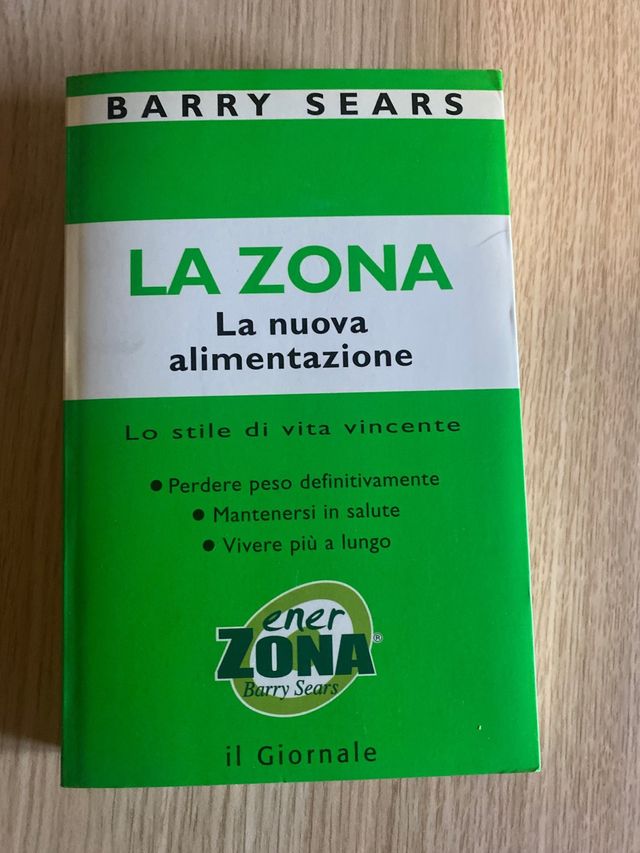 BARRY SEARS
LA ZONA
La nuova
alimentazione
Lo stile di vita vincente
● Perdere peso definitivamente
● Mantenersi in salute
● Vivere più a lungo
ener
ZONA®
Barry Sears
il Giornale